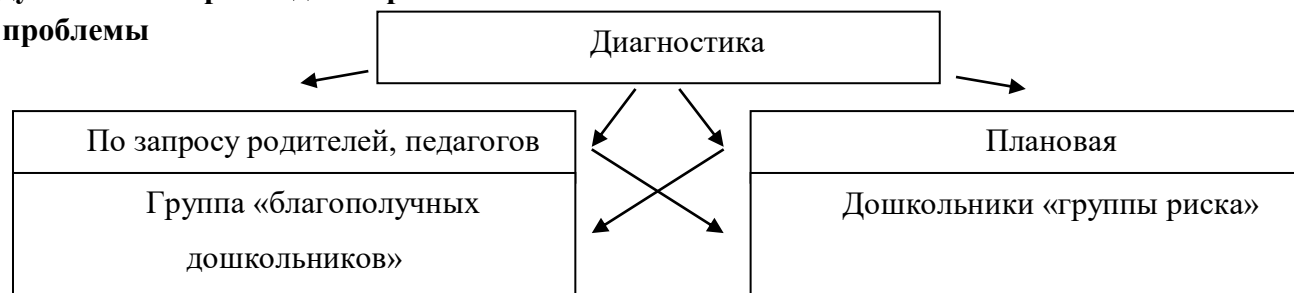 проблемы
Диагностика
По запросу родителей, педагогов
Плановая
Группа «благополучных
дошкольников»
Дошкольники «группы риска»